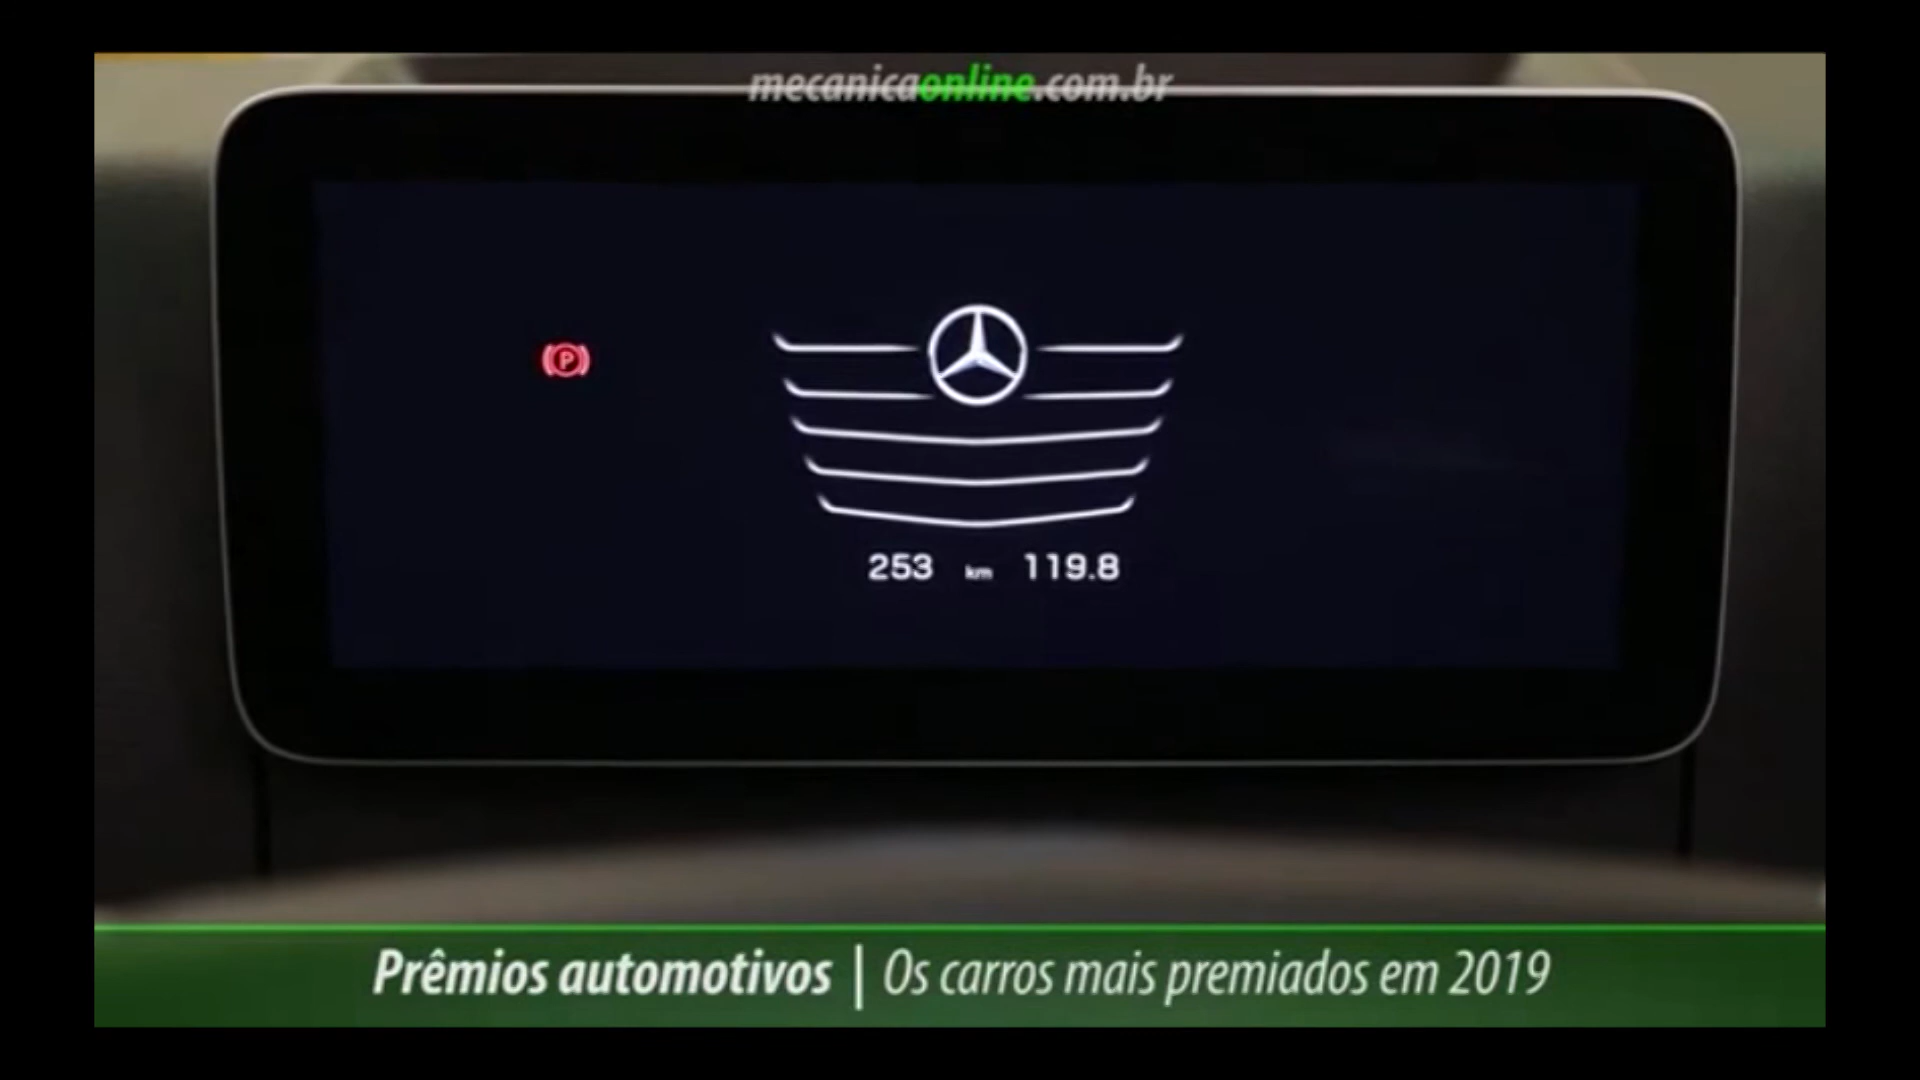 mecanicaonline.com.br
P
253 km 119.8
Prêmios automotivos | Os carros mais premiados em 2019